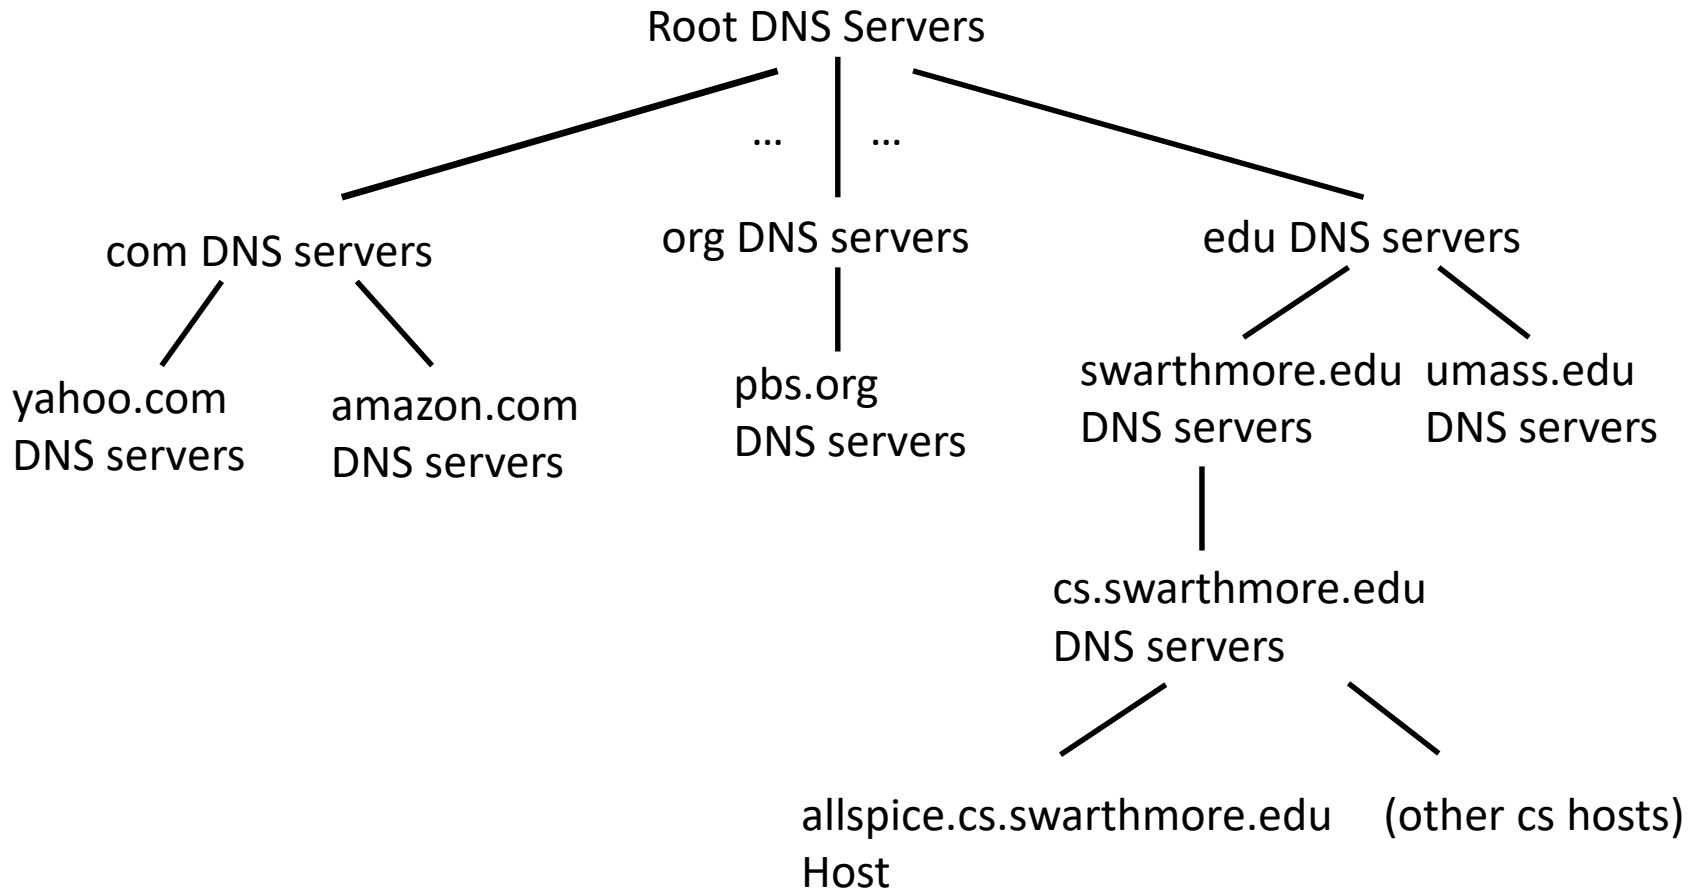 Root DNS Servers
... ...
com DNS servers
org DNS servers
edu DNS servers
yahoo.com
DNS servers
amazon.com
DNS servers
pbs.org
DNS servers
swarthmore.edu
DNS servers
umass.edu
DNS servers
cs.swarthmore.edu
DNS servers
allspice.cs.swarthmore.edu
Host
(other cs hosts)